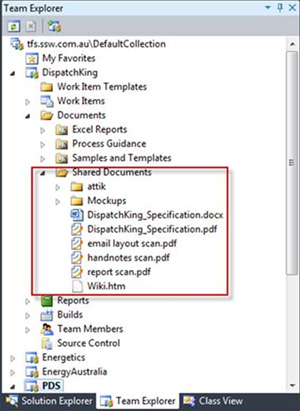 Team Explorer
tfs.ssw.com.au\DefaultCollection
My Favorites
DispatchKing
Work Item Templates
Work Items
Documents
Excel Reports
Process Guidance
Samples and Templates
Shared Documents
attik
Mockups
DispatchKing_Specification.docx
DispatchKing_Specification.pdf
email layout scan.pdf
handnotes scan.pdf
report scan.pdf
Wiki.htm
Reports
Builds
Team Members
Source Control
Energetics
EnergyAustralia
PDS
Solution Explorer Team Explorer Class View